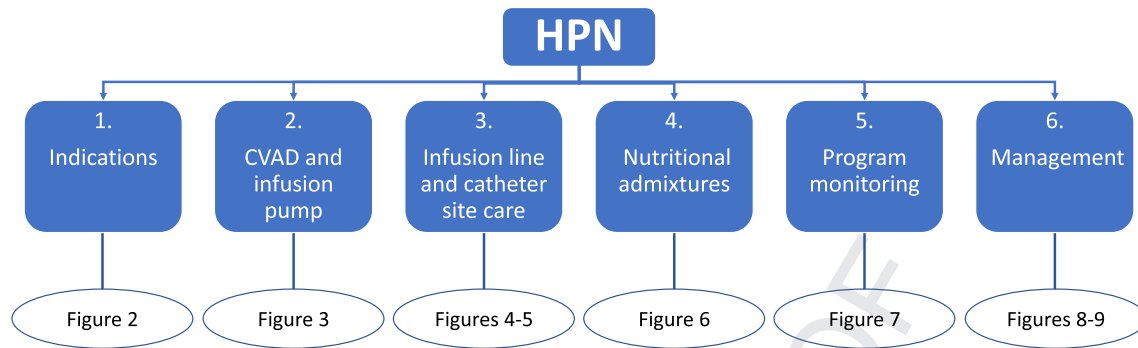 HPN
1.
Indications
2.
CVAD and
infusion
pump
3.
Infusion line
and catheter
site care
4.
Nutritional
admixtures
5.
Program
monitoring
6.
Management
Figure 2
Figure 3
Figures 4-5
Figure 6
Figure 7
Figures 8-9